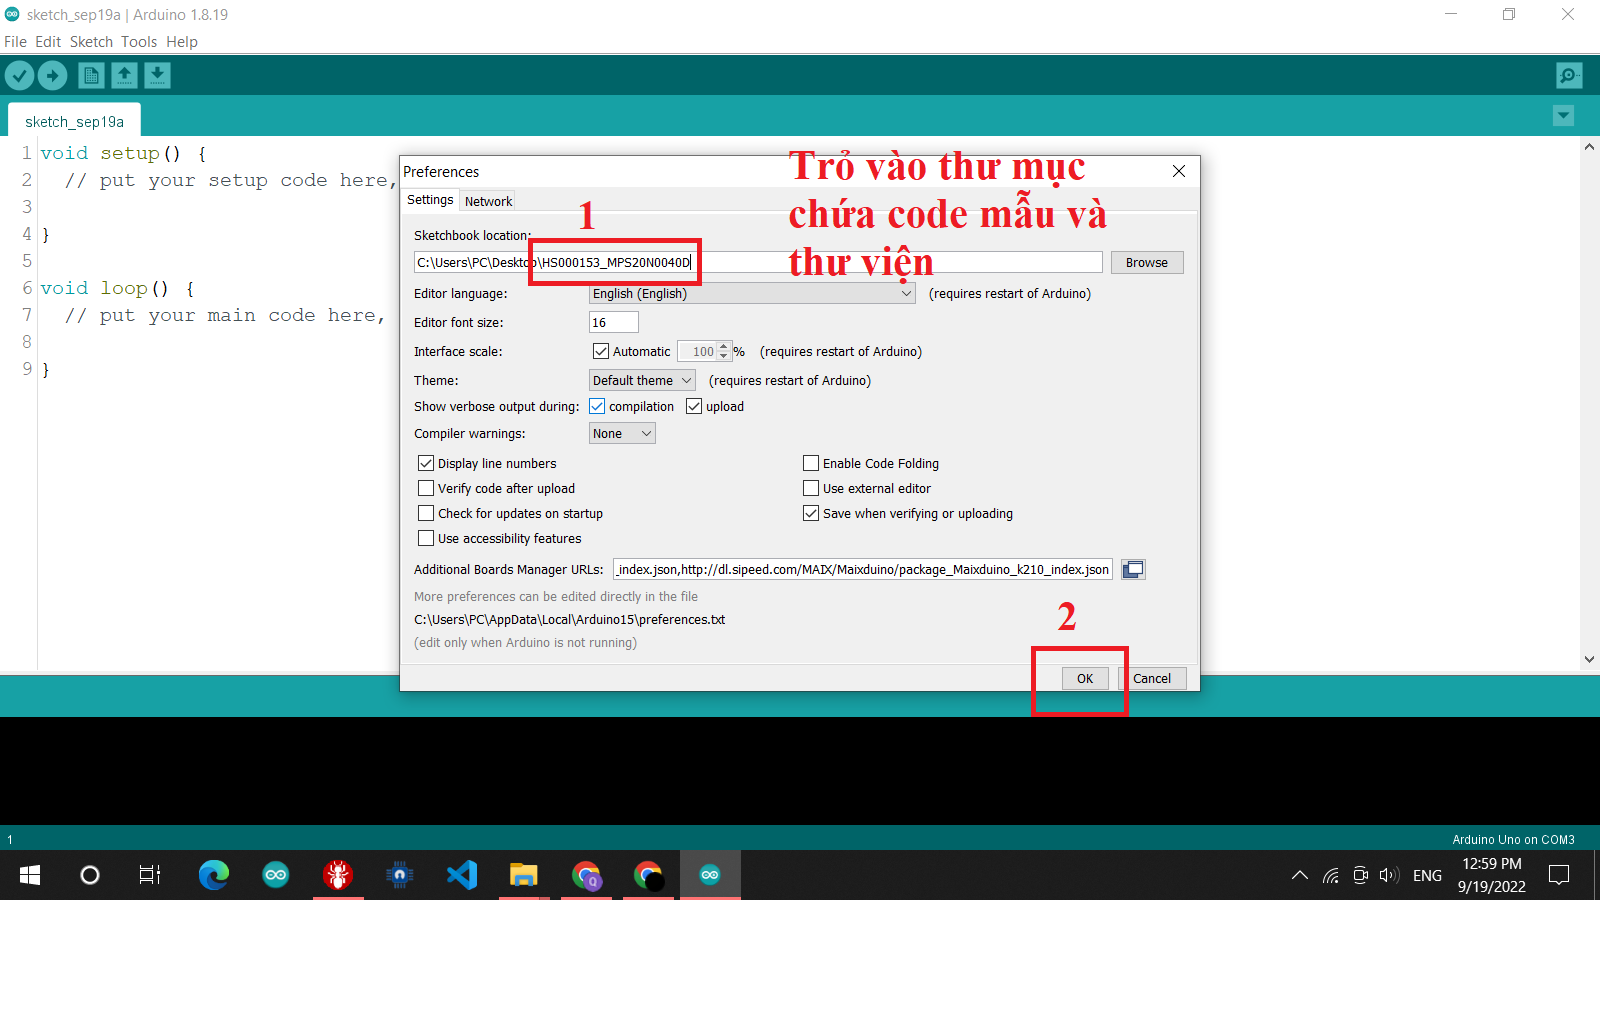 sketch_sep19a | Arduino 1.8.19
File Edit Sketch Tools Help
sketch_sep19a
1 void setup() {
2 // put your setup code here,
3
4 }
5
6 void loop() {
7 // put your main code here,
8
9 }
Preferences
Settings Network
Trỏ vào thư mục
chứa code mẫu và
thư viện
1
Sketchbook location:
C:\Users\PC\Desktop\HS000153_MPS20N0040D
Browse
Editor language: English (English) (requires restart of Arduino)
Editor font size: 16
Interface scale: Automatic 100 % (requires restart of Arduino)
Theme: Default theme (requires restart of Arduino)
Show verbose output during: compilation upload
Compiler warnings: None
Display line numbers
Enable Code Folding
Verify code after upload
Use external editor
Check for updates on startup
Save when verifying or uploading
Use accessibility features
Additional Boards Manager URLs: _index.json,http://dl.sipeed.com/MAIX/Maixduino/package_Maixduino_k210_index.json
More preferences can be edited directly in the file
C:\Users\PC\AppData\Local\Arduino15\preferences.txt
(edit only when Arduino is not running)
2
OK Cancel
1
Arduino Uno on COM3
Q
ENG
12:59 PM
9/19/2022